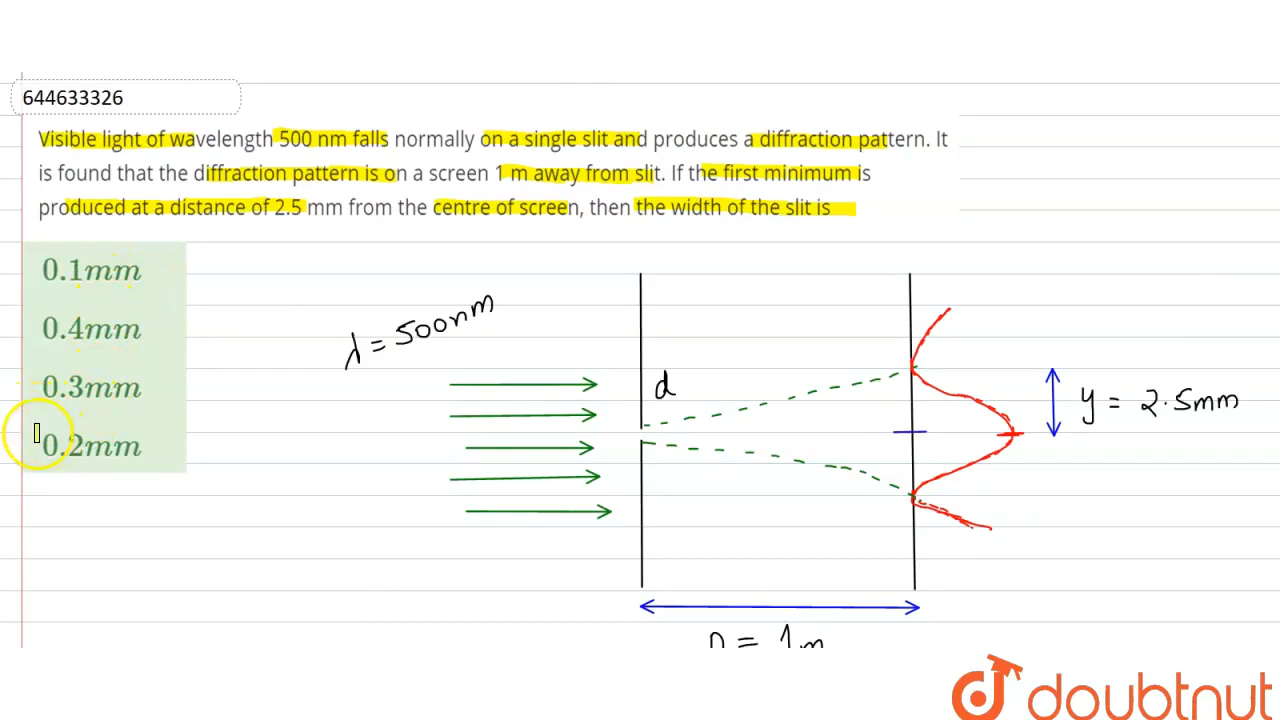 644633326
Visible light of wavelength 500 nm falls normally on a single slit and produces a diffraction pattern. It
is found that the diffraction pattern is on a screen 1 m away from slit. If the first minimum is
produced at a distance of 2.5 mm from the centre of screen, then the width of the slit is
0.1mm
0.4mm
0.3mm
0.2mm
λ = 500nm
d
y = 2.5mm
D = 1m
doubtnut